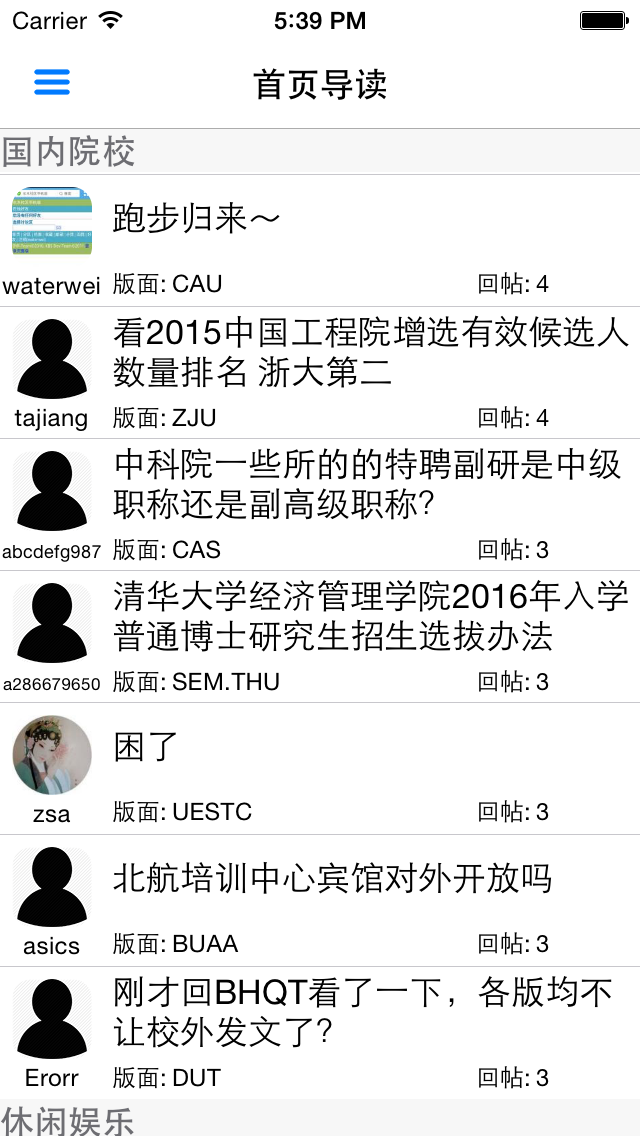 Carrier 5:39 PM
首页导读
国内院校
跑步归来～
waterwei 版面: CAU 回帖: 4
看2015中国工程院增选有效候选人
数量排名 浙大第二
tajiang 版面: ZJU 回帖: 4
中科院一些所的的特聘副研是中级
职称还是副高级职称?
abcdefg987 版面: CAS 回帖: 3
清华大学经济管理学院2016年入学
普通博士研究生招生选拔办法
a286679650 版面: SEM.THU 回帖: 3
困了
zsa 版面: UESTC 回帖: 3
北航培训中心宾馆对外开放吗
asics 版面: BUAA 回帖: 3
刚才回BHQT看了一下，各版均不
让校外发文了?
Erorr 版面: DUT 回帖: 3
休闲娱乐